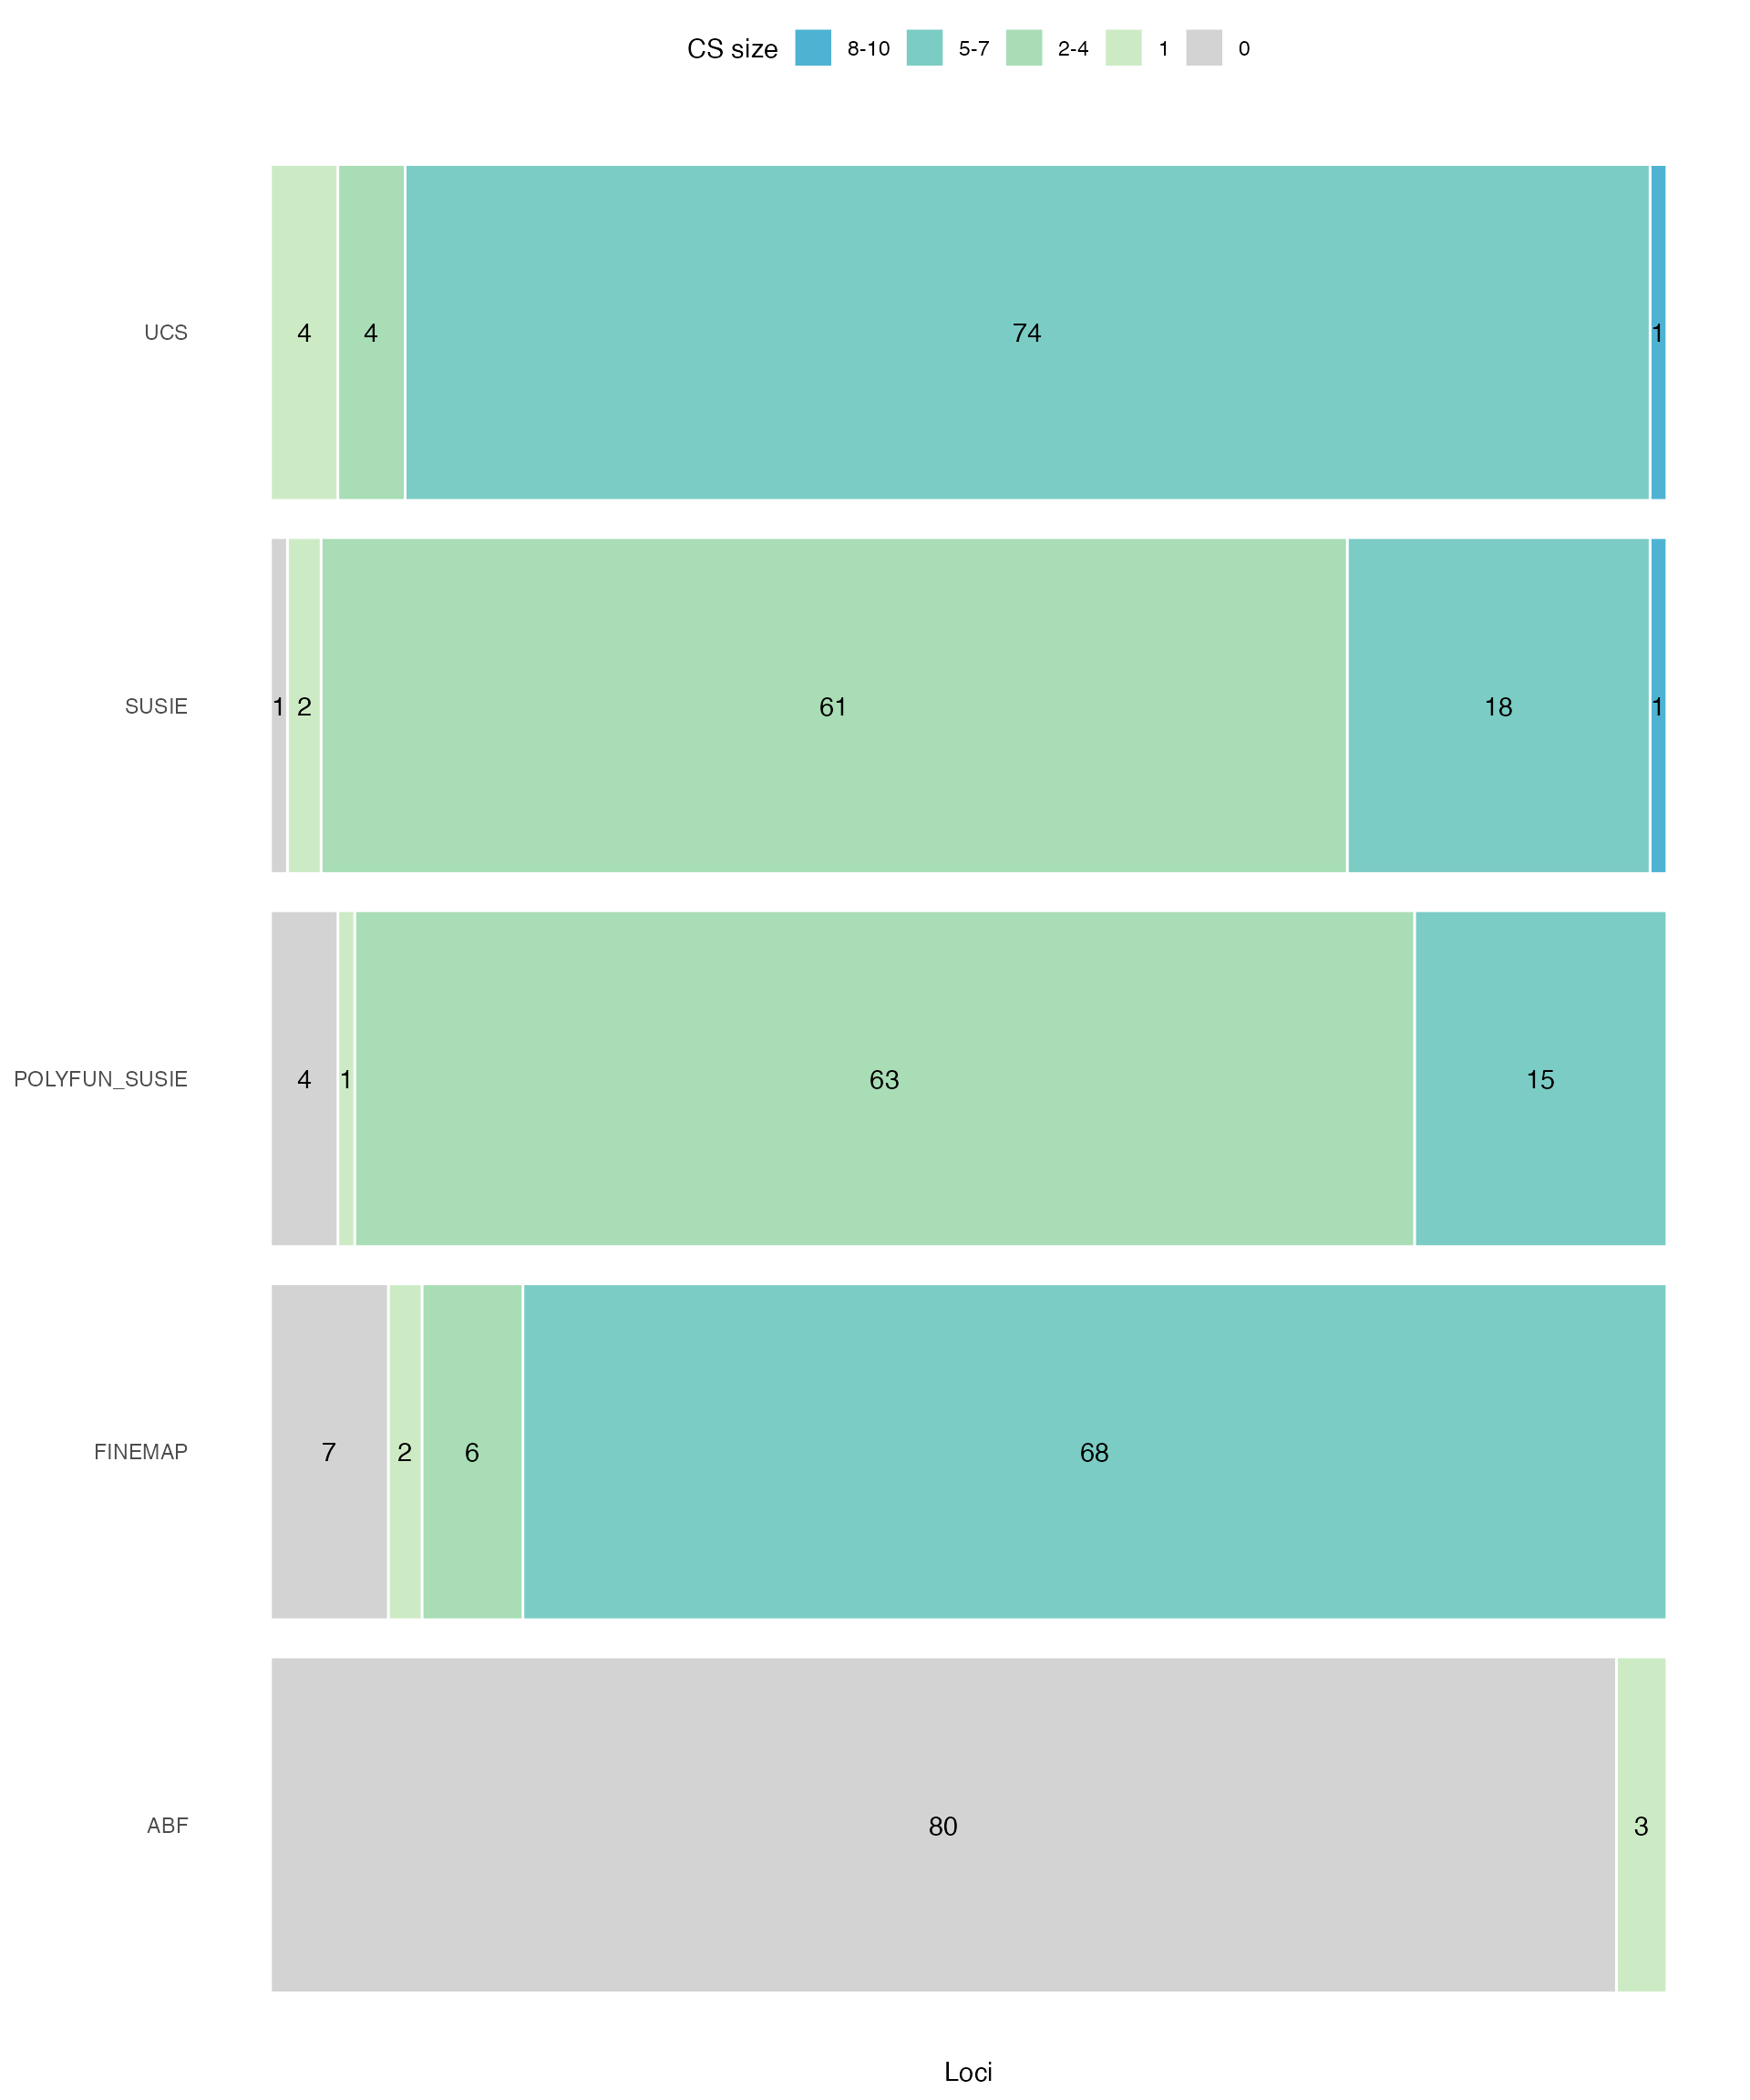 CS size 8-10 5-7 2-4 1 0
UCS 4 4 74 1
SUSIE 1 2 61 18 1
POLYFUN_SUSIE 4 1 63 15
FINEMAP 7 2 6 68
ABF 80 3
Loci